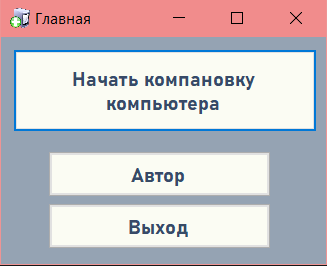 Главная
Начать компановку
компьютера
Автор
Выход